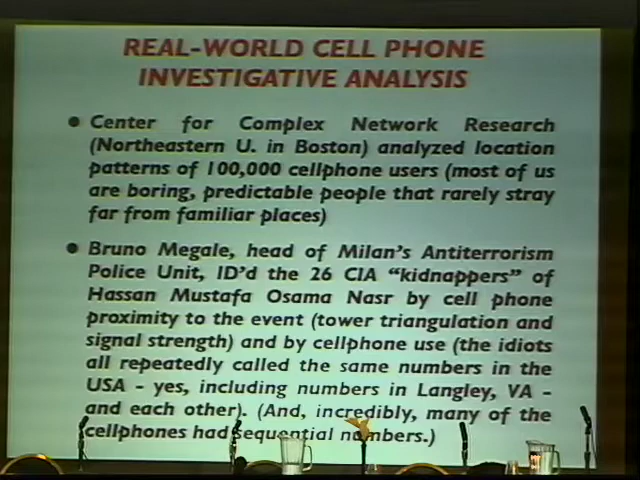 REAL-WORLD CELL PHONE
INVESTIGATIVE ANALYSIS
• Center for Complex Network Research
(Northeastern U. in Boston) analyzed location
patterns of 100,000 cellphone users (most of us
are boring, predictable people that rarely stray
far from familiar places)
• Bruno Megale, head of Milan's Antiterrorism
Police Unit, ID'd the 26 CIA “kidnappers” of
Hassan Mustafa Osama Nasr by cell phone
proximity to the event (tower triangulation and
signal strength) and by cellphone use (the idiots
all repeatedly called the same numbers in the
USA - yes, including numbers in Langley, VA -
and each other). (And, incredibly, many of the
cellphones had sequential numbers.)